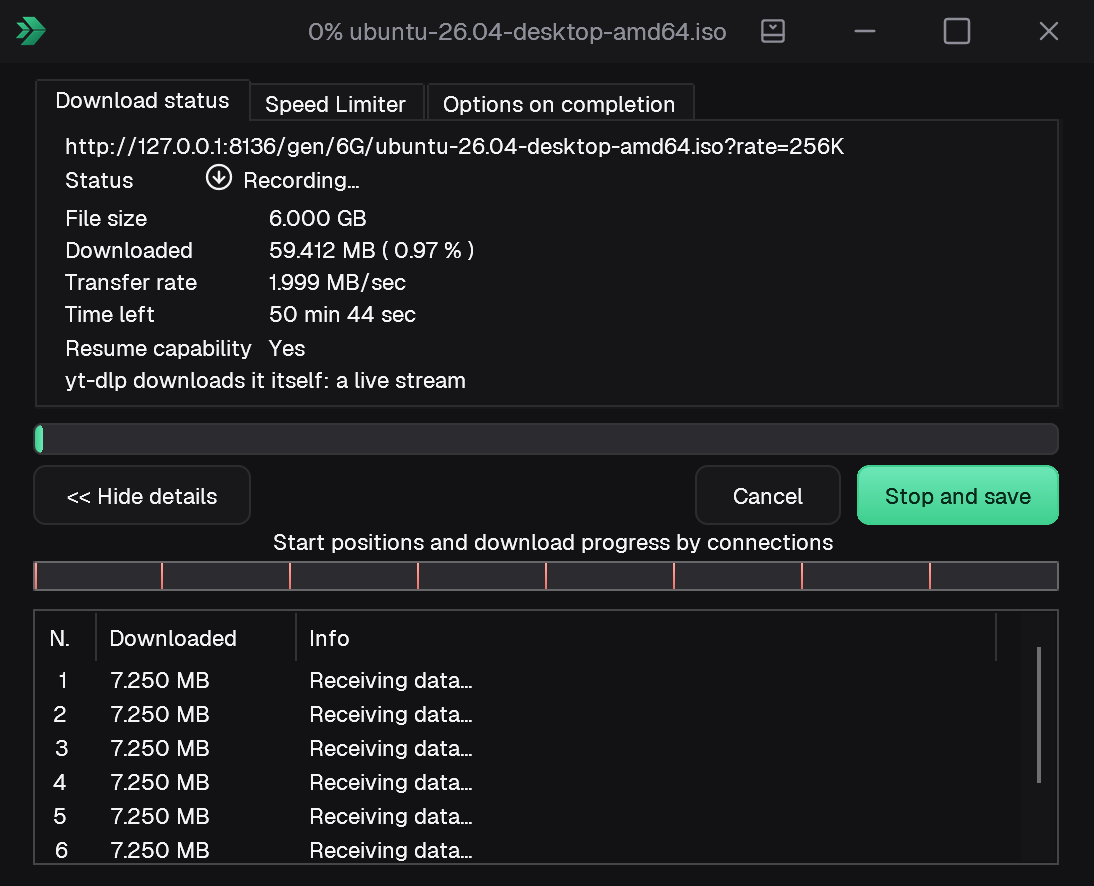 0% ubuntu-26.04-desktop-amd64.iso
Download status
Speed Limiter
Options on completion
http://127.0.0.1:8136/gen/6G/ubuntu-26.04-desktop-amd64.iso?rate=256K
Status Recording...
File size 6.000 GB
Downloaded 59.412 MB ( 0.97 % )
Transfer rate 1.999 MB/sec
Time left 50 min 44 sec
Resume capability Yes
yt-dlp downloads it itself: a live stream
<< Hide details
Cancel
Stop and save
Start positions and download progress by connections
N. Downloaded Info
1 7.250 MB Receiving data...
2 7.250 MB Receiving data...
3 7.250 MB Receiving data...
4 7.250 MB Receiving data...
5 7.250 MB Receiving data...
6 7.250 MB Receiving data...